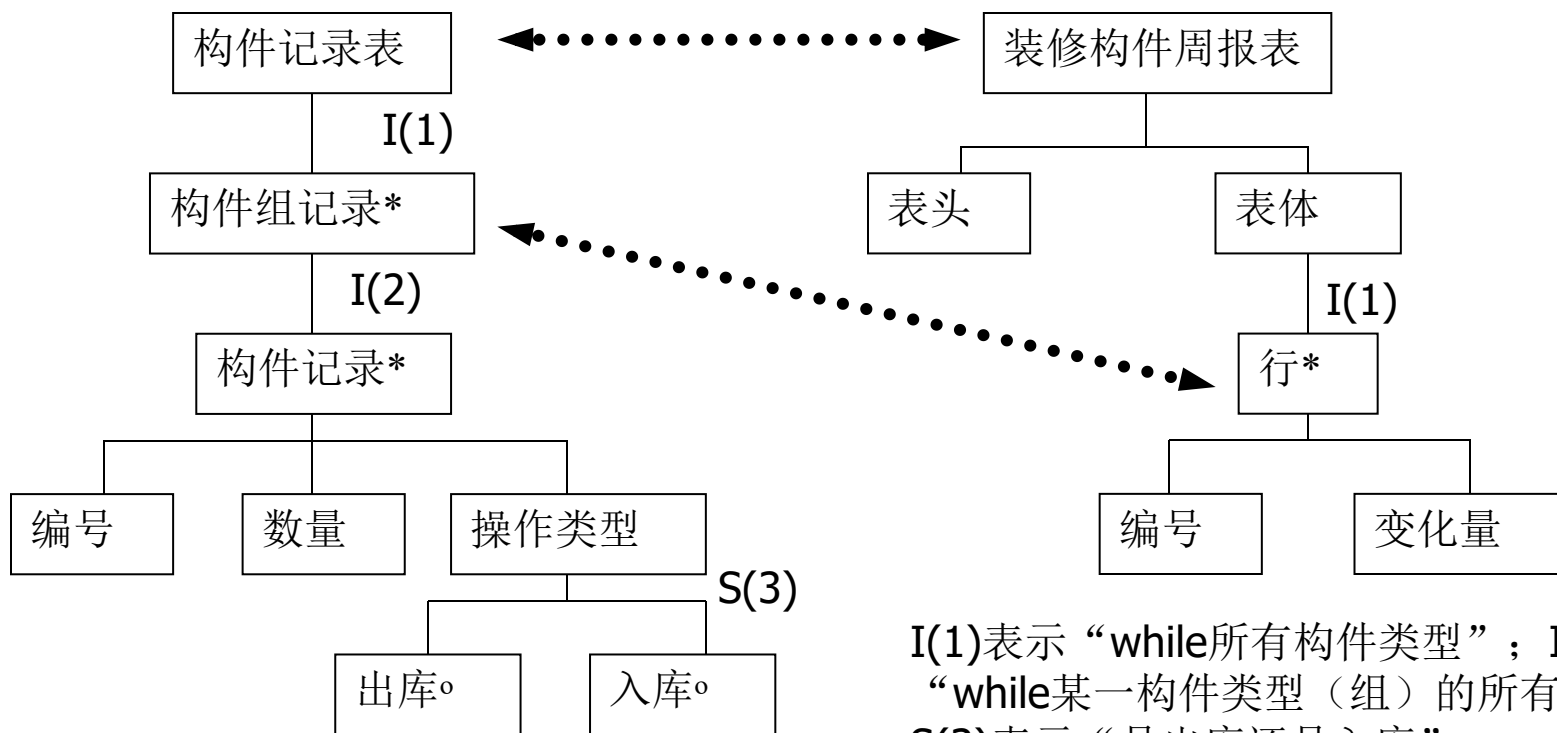 构件记录表
装修构件周报表
I(1)
构件组记录*
表头
表体
I(2)
I(1)
构件记录*
行*
编号
数量
操作类型
编号
变化量
S(3)
出库o
入库o
I(1)表示“while所有构件类型”；I
“while某一构件类型（组）的所有